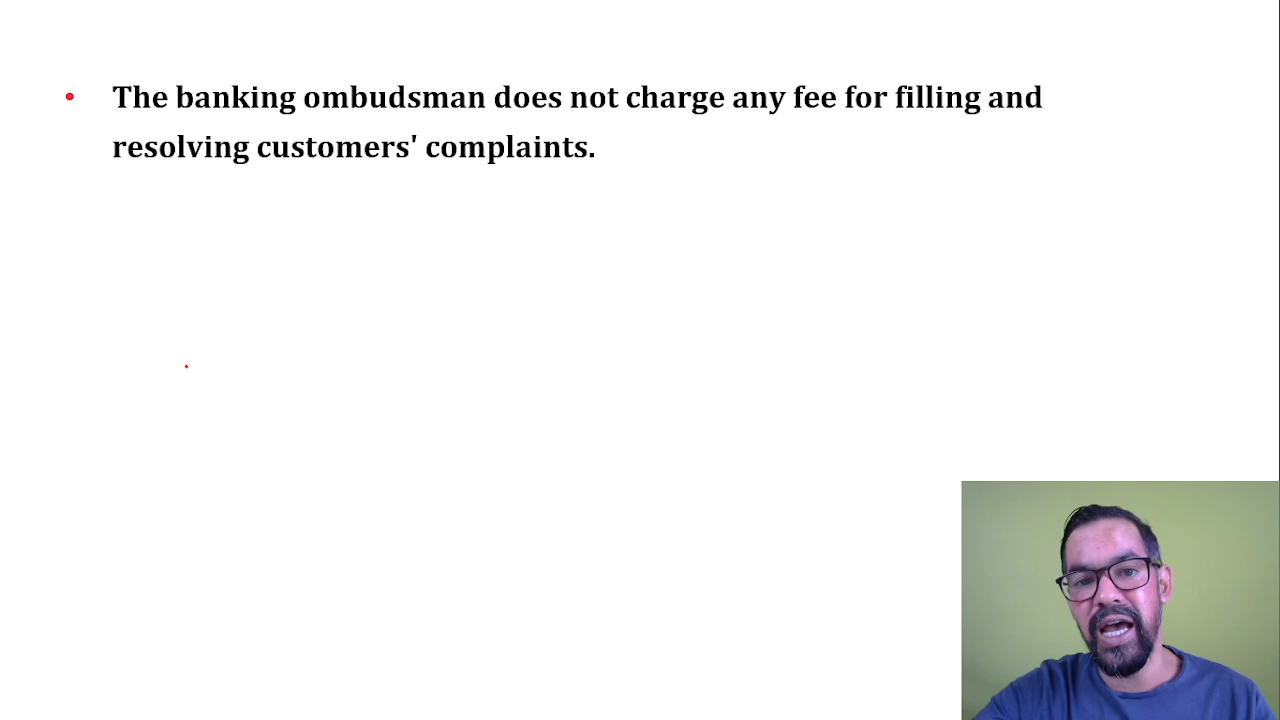 The banking ombudsman does not charge any fee for filling and
resolving customers' complaints.